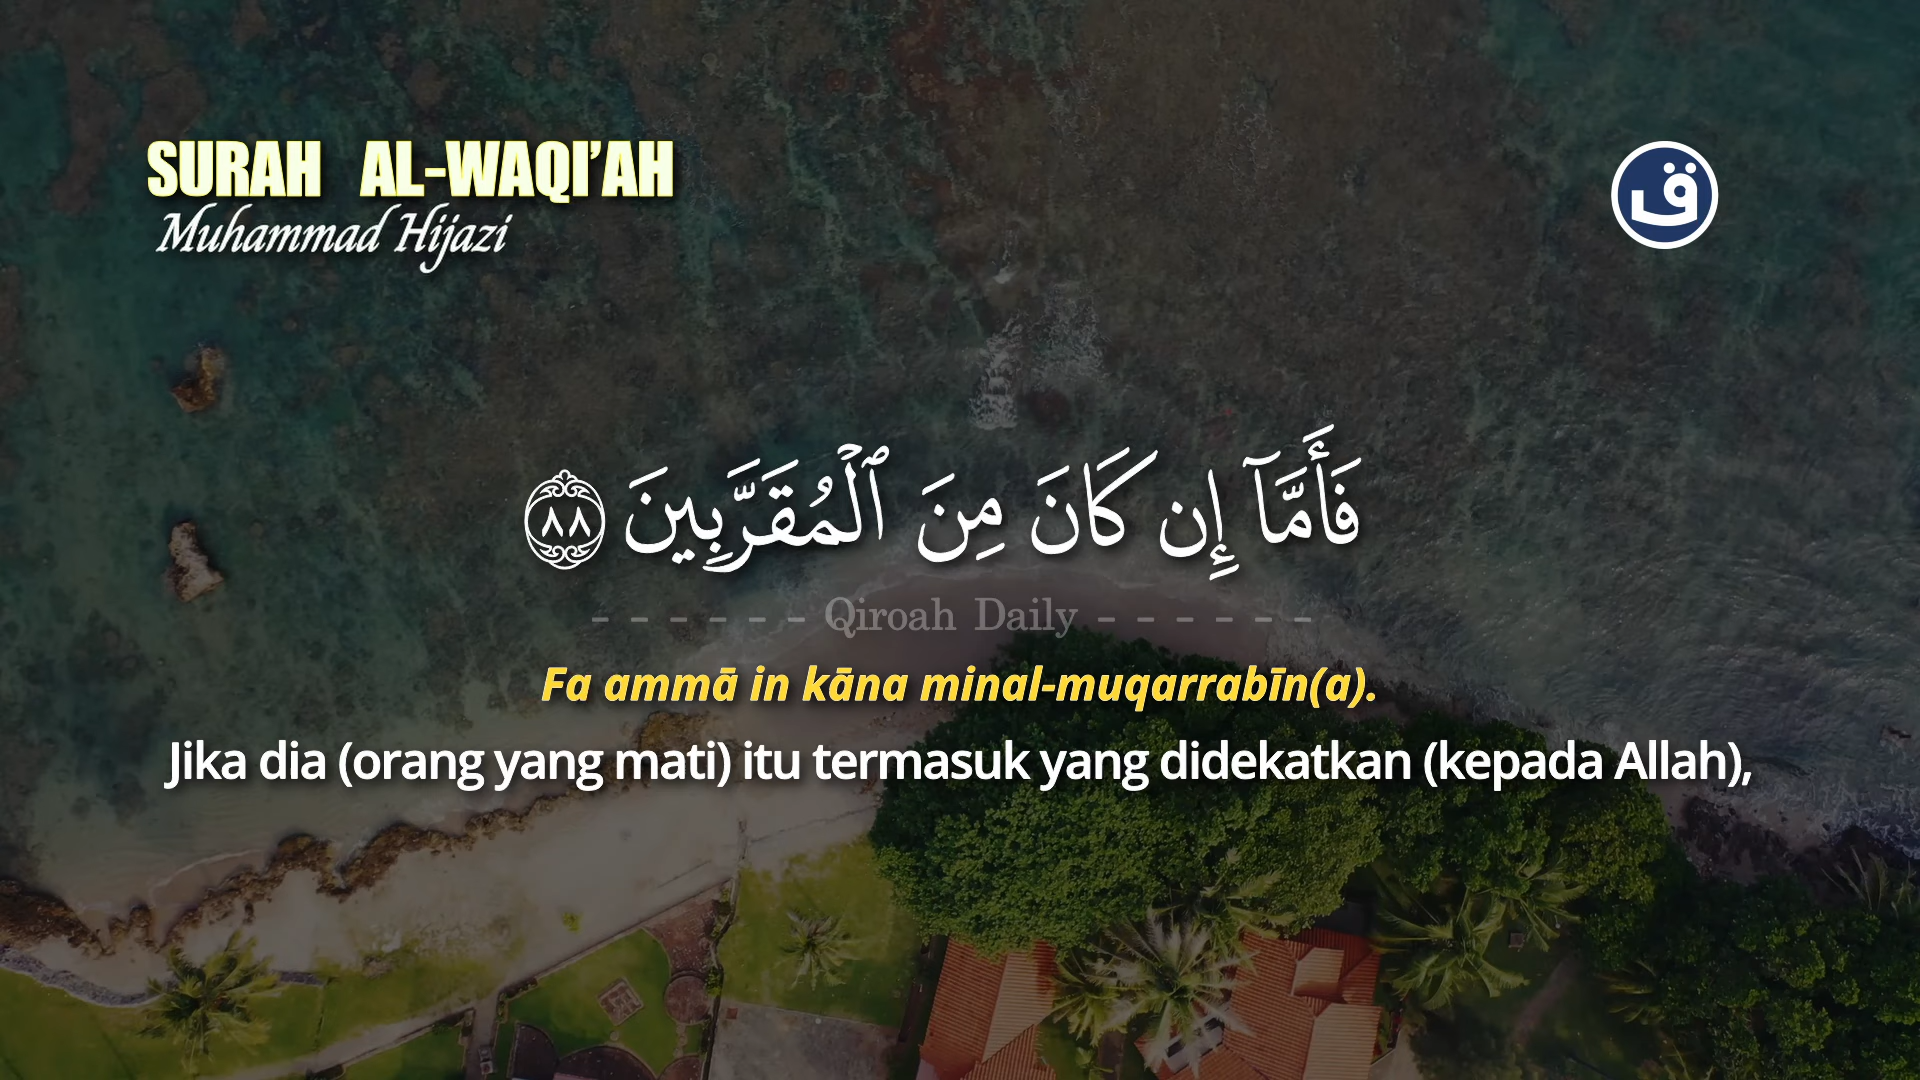 SURAH AL-WAQI’AH
Muhammad Hijazi
ق
فَأَمَّآ إِن كَانَ مِنَ ٱلْمُقَرَّبِينَ ٨٨
- - - - - - Qiroah Daily - - - - - -
Fa ammā in kāna minal-muqarrabīn(a).
Jika dia (orang yang mati) itu termasuk yang didekatkan (kepada Allah),